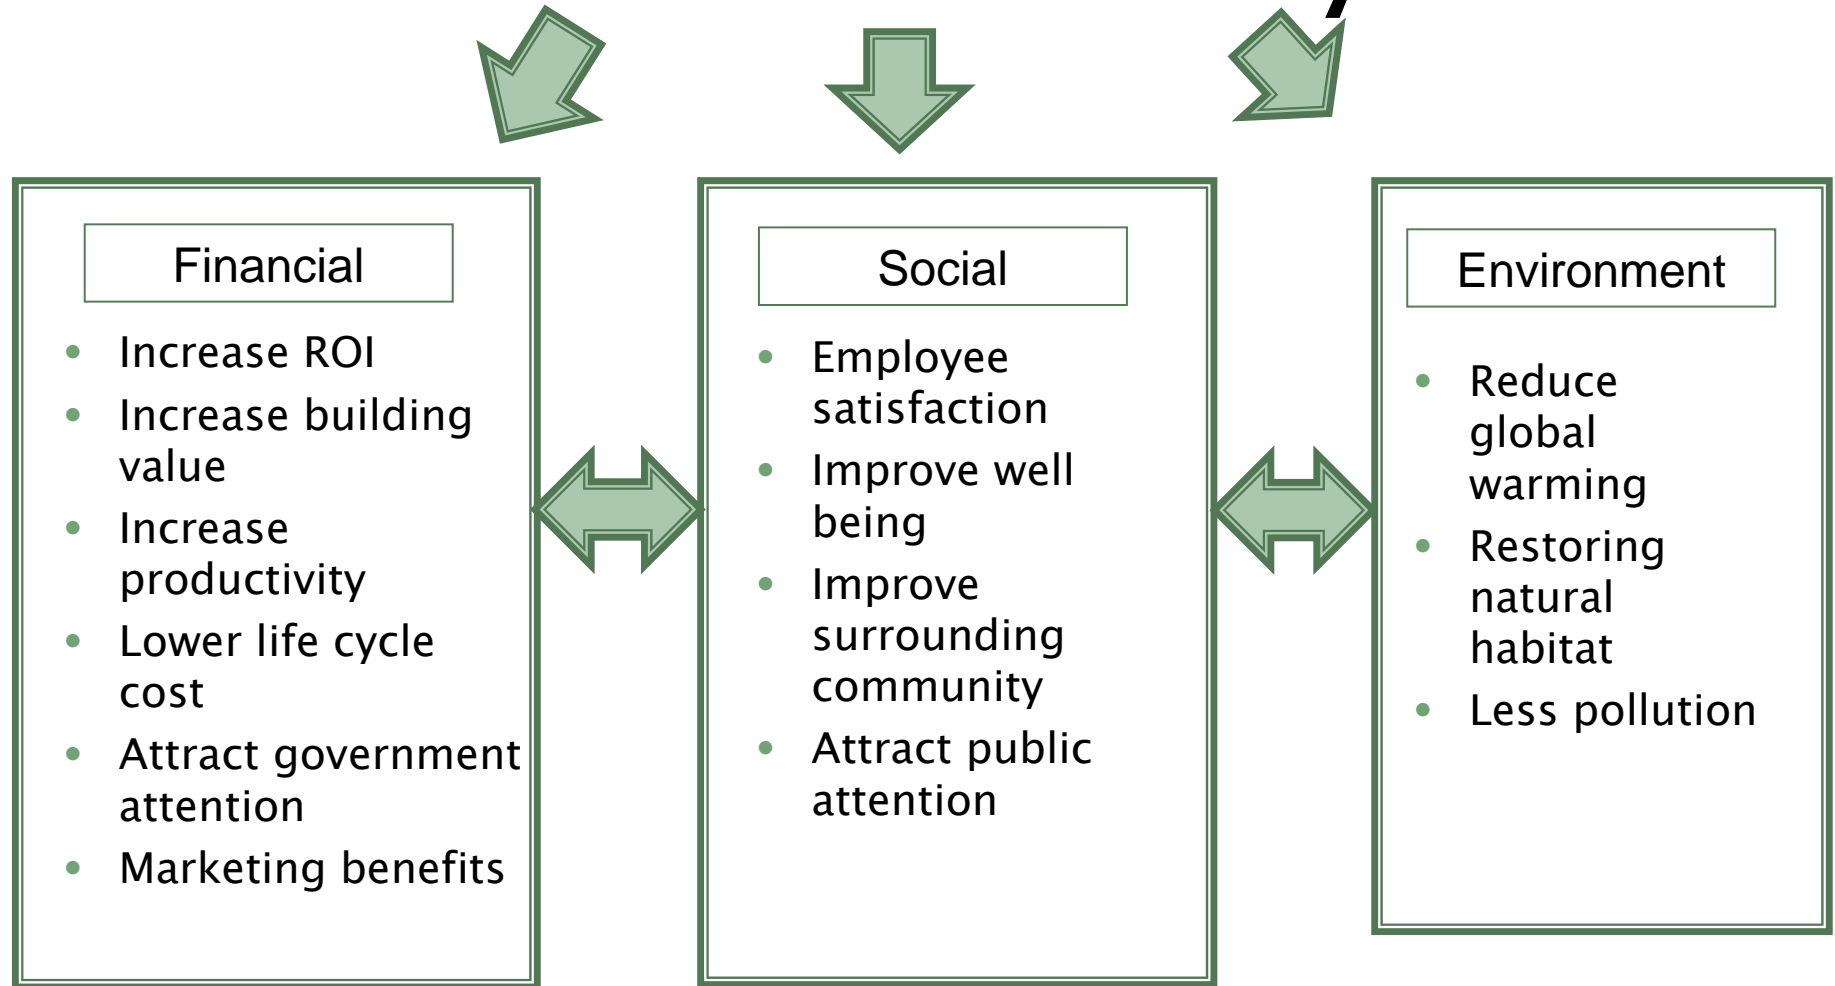 Financial
• Increase ROI
• Increase building
value
• Increase
productivity
• Lower life cycle
cost
• Attract government
attention
• Marketing benefits
Social
• Employee
satisfaction
• Improve well
being
• Improve
surrounding
community
• Attract public
attention
Environment
• Reduce
global
warming
• Restoring
natural
habitat
• Less pollution